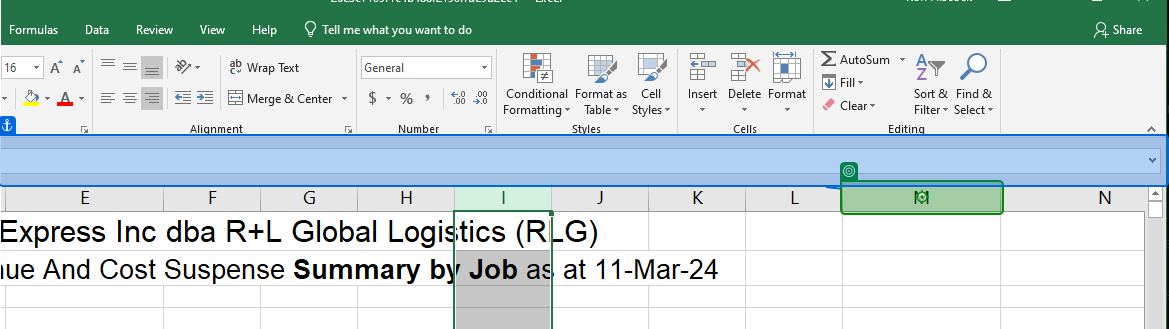 Formulas Data Review View Help Tell me what you want to do Share
16 A A ab Wrap Text General AutoSum
Fill
Conditional Formatting Format as Table Cell Styles Insert Delete Format Sort & Filter Find & Select
A Merge & Center $ % , .00 Clear
Alignment Number Styles Cells Editing
E F G H I J K L M N
Express Inc dba R+L Global Logistics (RLG)
ue And Cost Suspense Summary by Job as at 11-Mar-24